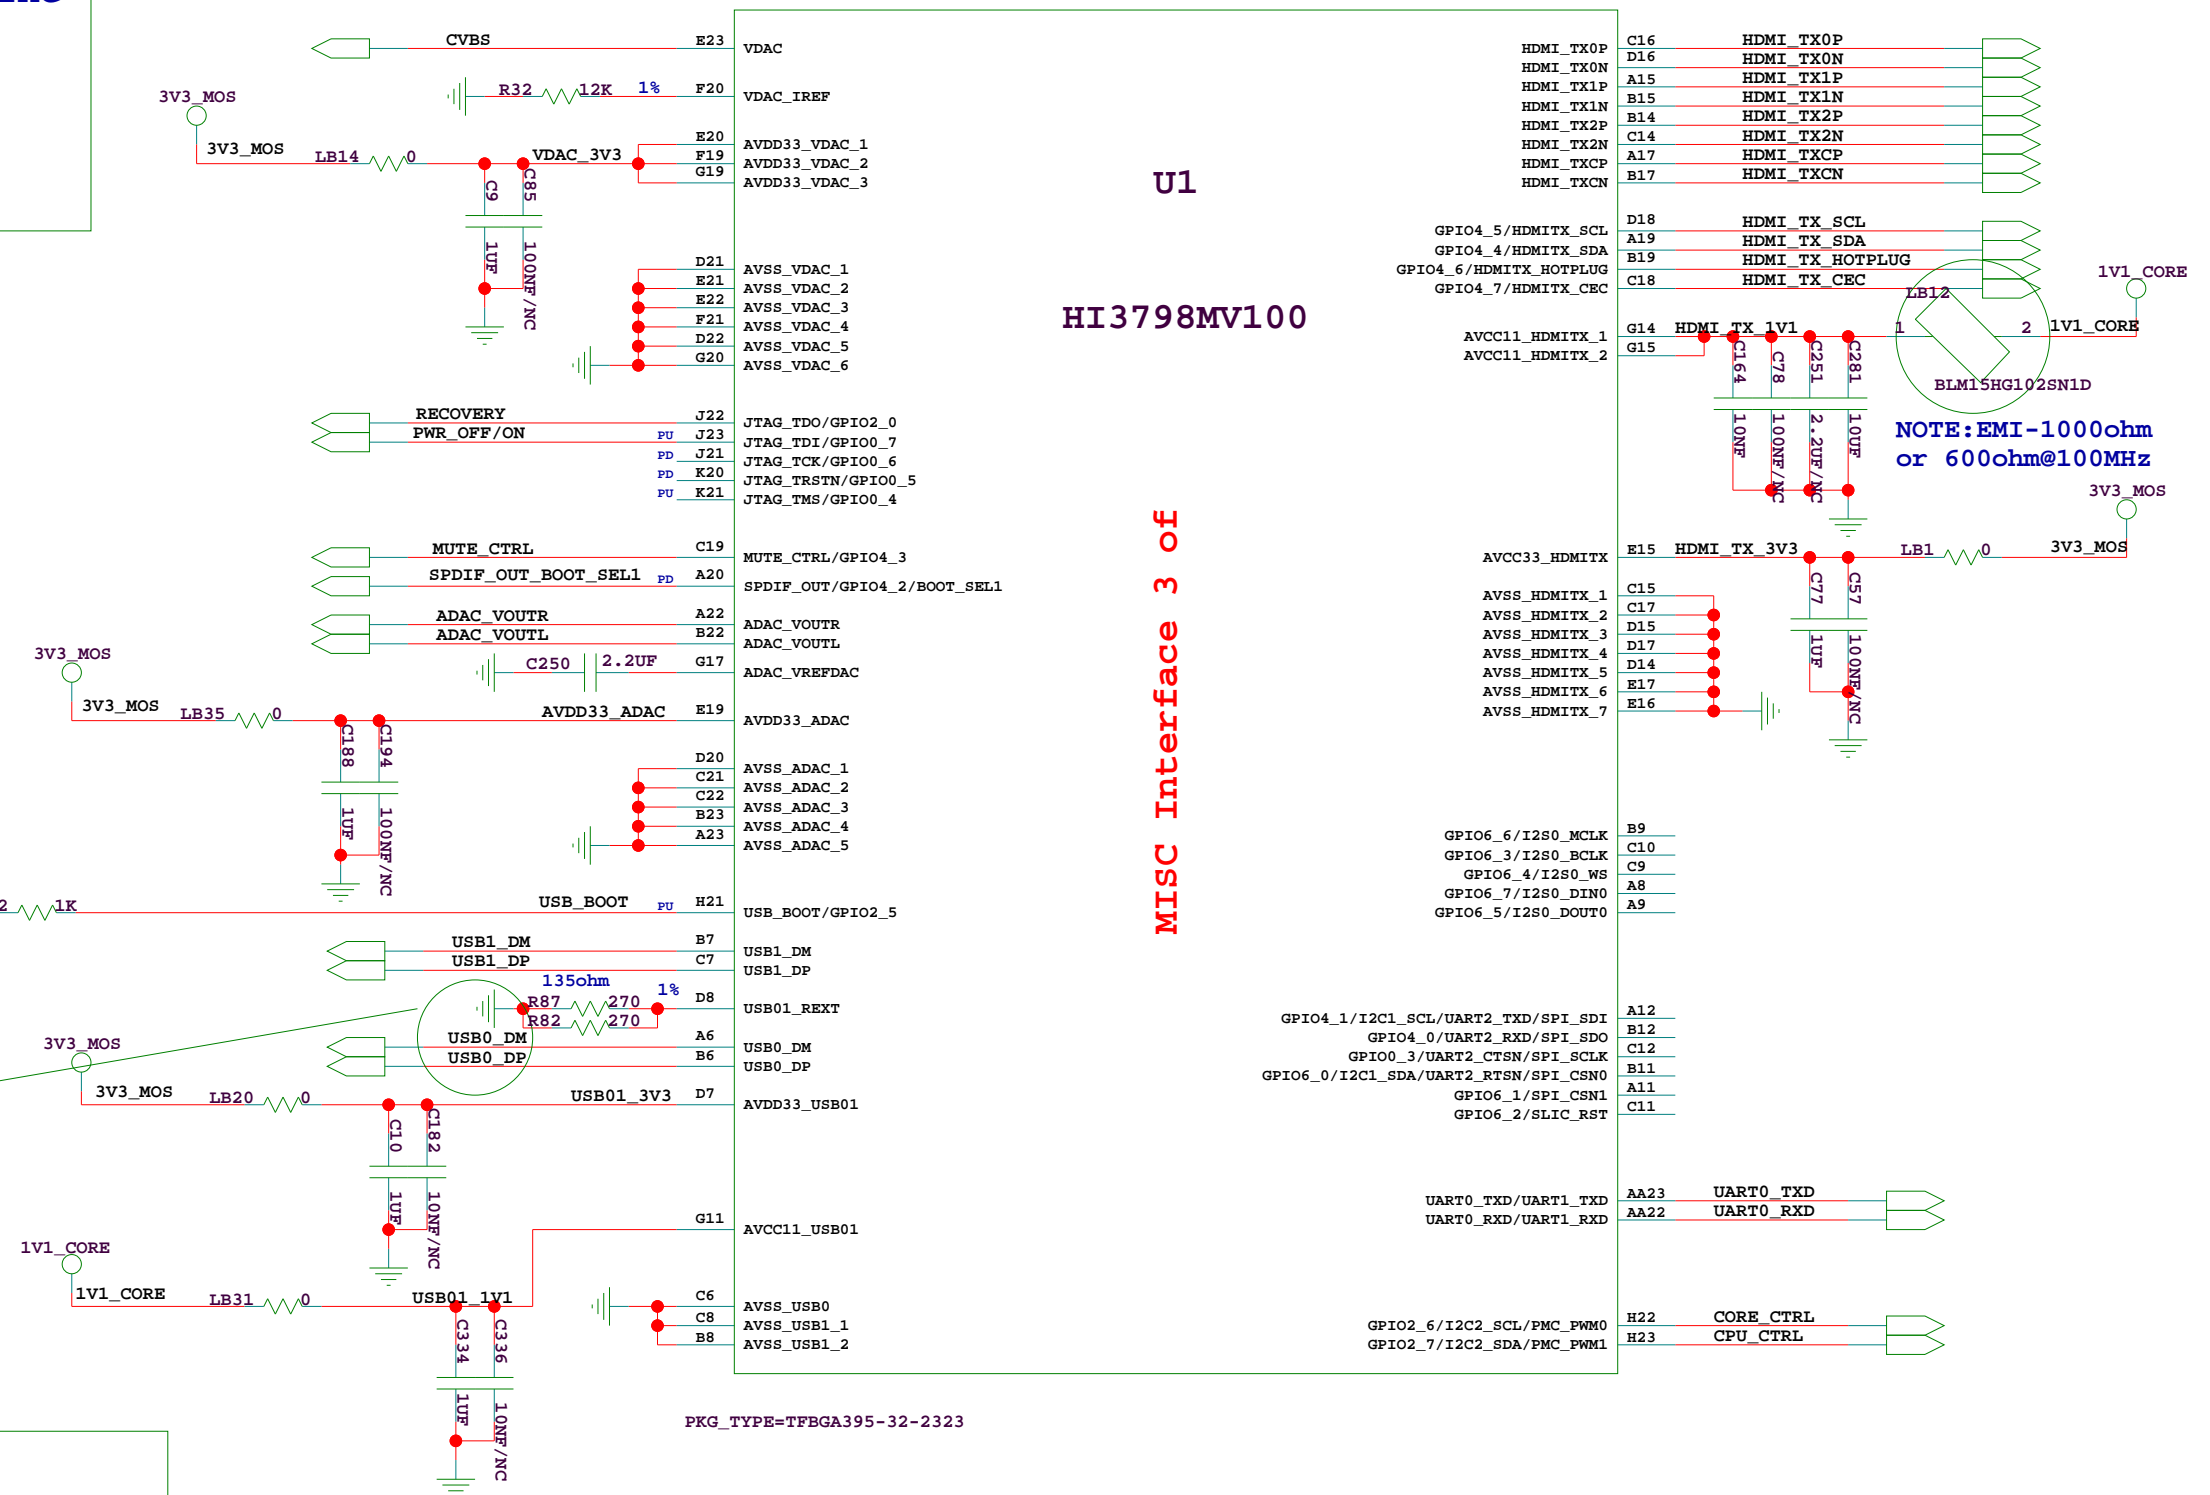 CVBS E23 VDAC
R32 12K 1% F20 VDAC_IREF
3V3_MOS
3V3_MOS LB14 0 VDAC_3V3
E20 AVDD33_VDAC_1
F19 AVDD33_VDAC_2
G19 AVDD33_VDAC_3
C9 1UF
C85 100NF/NC
D21 AVSS_VDAC_1
E21 AVSS_VDAC_2
E22 AVSS_VDAC_3
F21 AVSS_VDAC_4
D22 AVSS_VDAC_5
G20 AVSS_VDAC_6
RECOVERY J22 JTAG_TDO/GPIO2_0
PWR_OFF/ON PU J23 JTAG_TDI/GPIO0_7
PD J21 JTAG_TCK/GPIO0_6
PD K20 JTAG_TRSTN/GPIO0_5
PU K21 JTAG_TMS/GPIO0_4
MUTE_CTRL C19 MUTE_CTRL/GPIO4_3
SPDIF_OUT_BOOT_SEL1 PD A20 SPDIF_OUT/GPIO4_2/BOOT_SEL1
ADAC_VOUTR A22 ADAC_VOUTR
ADAC_VOUTL B22 ADAC_VOUTL
C250 2.2UF G17 ADAC_VREFDAC
3V3_MOS
3V3_MOS LB35 0 AVDD33_ADAC E19 AVDD33_ADAC
C188 1UF
C194 100NF/NC
D20 AVSS_ADAC_1
C21 AVSS_ADAC_2
C22 AVSS_ADAC_3
B23 AVSS_ADAC_4
A23 AVSS_ADAC_5
2 1K USB_BOOT PU H21 USB_BOOT/GPIO2_5
USB1_DM B7 USB1_DM
USB1_DP C7 USB1_DP
135ohm
R87 270 1% D8 USB01_REXT
R82 270
USB0_DM A6 USB0_DM
USB0_DP B6 USB0_DP
3V3_MOS
3V3_MOS LB20 0 USB01_3V3 D7 AVDD33_USB01
C10 1UF
C182 10NF/NC
G11 AVCC11_USB01
1V1_CORE
1V1_CORE LB31 0 USB01_1V1
C334 1UF
C336 10NF/NC
C6 AVSS_USB0
C8 AVSS_USB1_1
B8 AVSS_USB1_2
U1
HI3798MV100
MISC Interface 3 of
PKG_TYPE=TFBGA395-32-2323
HDMI_TX0P C16 HDMI_TX0P
HDMI_TX0N D16 HDMI_TX0N
HDMI_TX1P A15 HDMI_TX1P
HDMI_TX1N B15 HDMI_TX1N
HDMI_TX2P B14 HDMI_TX2P
HDMI_TX2N C14 HDMI_TX2N
HDMI_TXCP A17 HDMI_TXCP
HDMI_TXCN B17 HDMI_TXCN
GPIO4_5/HDMITX_SCL D18 HDMI_TX_SCL
GPIO4_4/HDMITX_SDA A19 HDMI_TX_SDA
GPIO4_6/HDMITX_HOTPLUG B19 HDMI_TX_HOTPLUG
GPIO4_7/HDMITX_CEC C18 HDMI_TX_CEC
1V1_CORE
LB12
AVCC11_HDMITX_1 G14 HDMI_TX_1V1 1 2 1V1_CORE
AVCC11_HDMITX_2 G15
BLM15HG102SN1D
C164 10NF
C78 100NF/NC
C251 2.2UF/NC
C281 10UF
NOTE:EMI-1000ohm
or 600ohm@100MHz
3V3_MOS
AVCC33_HDMITX E15 HDMI_TX_3V3 LB1 0 3V3_MOS
C77 1UF
C57 100NF/NC
AVSS_HDMITX_1 C15
AVSS_HDMITX_2 C17
AVSS_HDMITX_3 D15
AVSS_HDMITX_4 D17
AVSS_HDMITX_5 D14
AVSS_HDMITX_6 E17
AVSS_HDMITX_7 E16
GPIO6_6/I2S0_MCLK B9
GPIO6_3/I2S0_BCLK C10
GPIO6_4/I2S0_WS C9
GPIO6_7/I2S0_DIN0 A8
GPIO6_5/I2S0_DOUT0 A9
GPIO4_1/I2C1_SCL/UART2_TXD/SPI_SDI A12
GPIO4_0/UART2_RXD/SPI_SDO B12
GPIO0_3/UART2_CTSN/SPI_SCLK C12
GPIO6_0/I2C1_SDA/UART2_RTSN/SPI_CSN0 B11
GPIO6_1/SPI_CSN1 A11
GPIO6_2/SLIC_RST C11
UART0_TXD/UART1_TXD AA23 UART0_TXD
UART0_RXD/UART1_RXD AA22 UART0_RXD
GPIO2_6/I2C2_SCL/PMC_PWM0 H22 CORE_CTRL
GPIO2_7/I2C2_SDA/PMC_PWM1 H23 CPU_CTRL